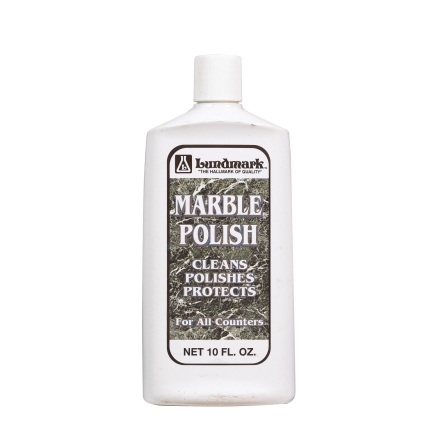 Lundmark
"THE HALLMARK OF QUALITY"
MARBLE
POLISH
CLEANS
POLISHES
PROTECTS
For All Counters
NET 10 FL. OZ.